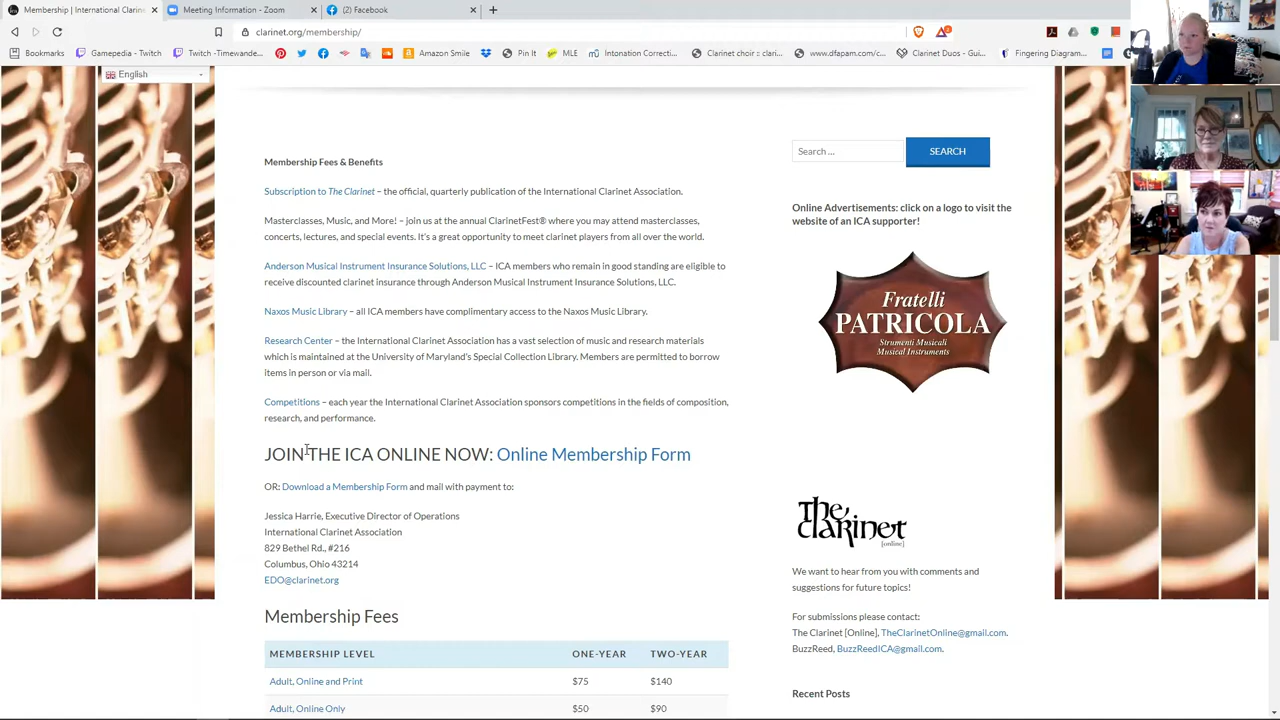 Membership | International Clarin
Meeting Information - Zoom
(2) Facebook
clarinet.org/membership/
Bookmarks
Gamepedia - Twitch
Twitch -Timewande...
Amazon Smile
Pin It
MLE
Intonation Correcti...
Clarinet choir :: clari...
www.dfapam.com/c...
Clarinet Duos - Gui...
Fingering Diagram...
English
Membership Fees & Benefits
Subscription to The Clarinet – the official, quarterly publication of the International Clarinet Association.
Masterclasses, Music, and More! – join us at the annual ClarinetFest® where you may attend masterclasses,
concerts, lectures, and special events. It's a great opportunity to meet clarinet players from all over the world.
Anderson Musical Instrument Insurance Solutions, LLC – ICA members who remain in good standing are eligible to
receive discounted clarinet insurance through Anderson Musical Instrument Insurance Solutions, LLC.
Naxos Music Library – all ICA members have complimentary access to the Naxos Music Library.
Research Center – the International Clarinet Association has a vast selection of music and research materials
which is maintained at the University of Maryland's Special Collection Library. Members are permitted to borrow
items in person or via mail.
Competitions – each year the International Clarinet Association sponsors competitions in the fields of composition,
research, and performance.
JOIN THE ICA ONLINE NOW: Online Membership Form
OR: Download a Membership Form and mail with payment to:
Jessica Harrie, Executive Director of Operations
International Clarinet Association
829 Bethel Rd., #216
Columbus, Ohio 43214
EDO@clarinet.org
Membership Fees
MEMBERSHIP LEVEL ONE-YEAR TWO-YEAR
Adult, Online and Print $75 $140
Adult, Online Only $50 $90
Search ...
SEARCH
Online Advertisements: click on a logo to visit the
website of an ICA supporter!
Fratelli
PATRICOLA
Strumenti Musicali
Musical Instruments
The
clarinet
[online]
We want to hear from you with comments and
suggestions for future topics!
For submissions please contact:
The Clarinet [Online], TheClarinetOnline@gmail.com.
BuzzReed, BuzzReedICA@gmail.com.
Recent Posts